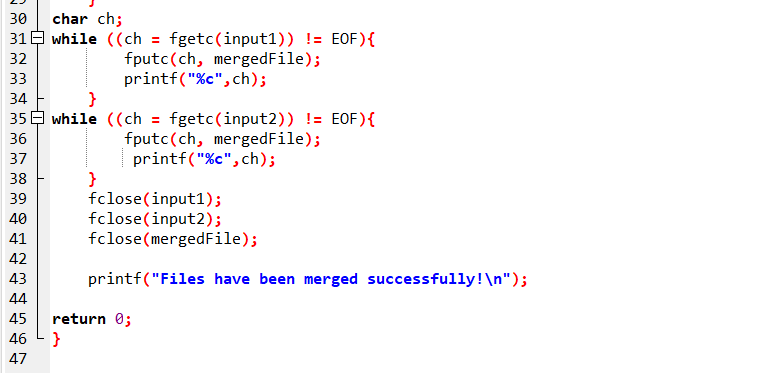 29 }
30 char ch;
31 while ((ch = fgetc(input1)) != EOF){
32 fputc(ch, mergedFile);
33 printf("%c",ch);
34 }
35 while ((ch = fgetc(input2)) != EOF){
36 fputc(ch, mergedFile);
37 printf("%c",ch);
38 }
39 fclose(input1);
40 fclose(input2);
41 fclose(mergedFile);
42
43 printf("Files have been merged successfully!\n");
44
45 return 0;
46 }
47